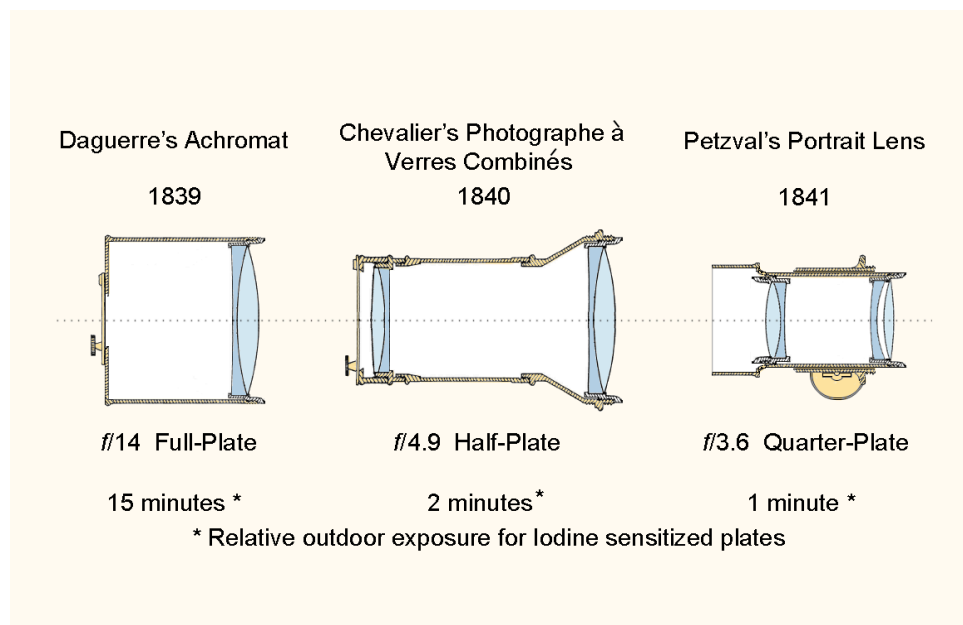 Daguerre's Achromat
1839
f/14 Full-Plate
15 minutes *
Chevalier's Photographe à
Verres Combinés
1840
f/4.9 Half-Plate
2 minutes*
Petzval's Portrait Lens
1841
f/3.6 Quarter-Plate
1 minute *
* Relative outdoor exposure for Iodine sensitized plates